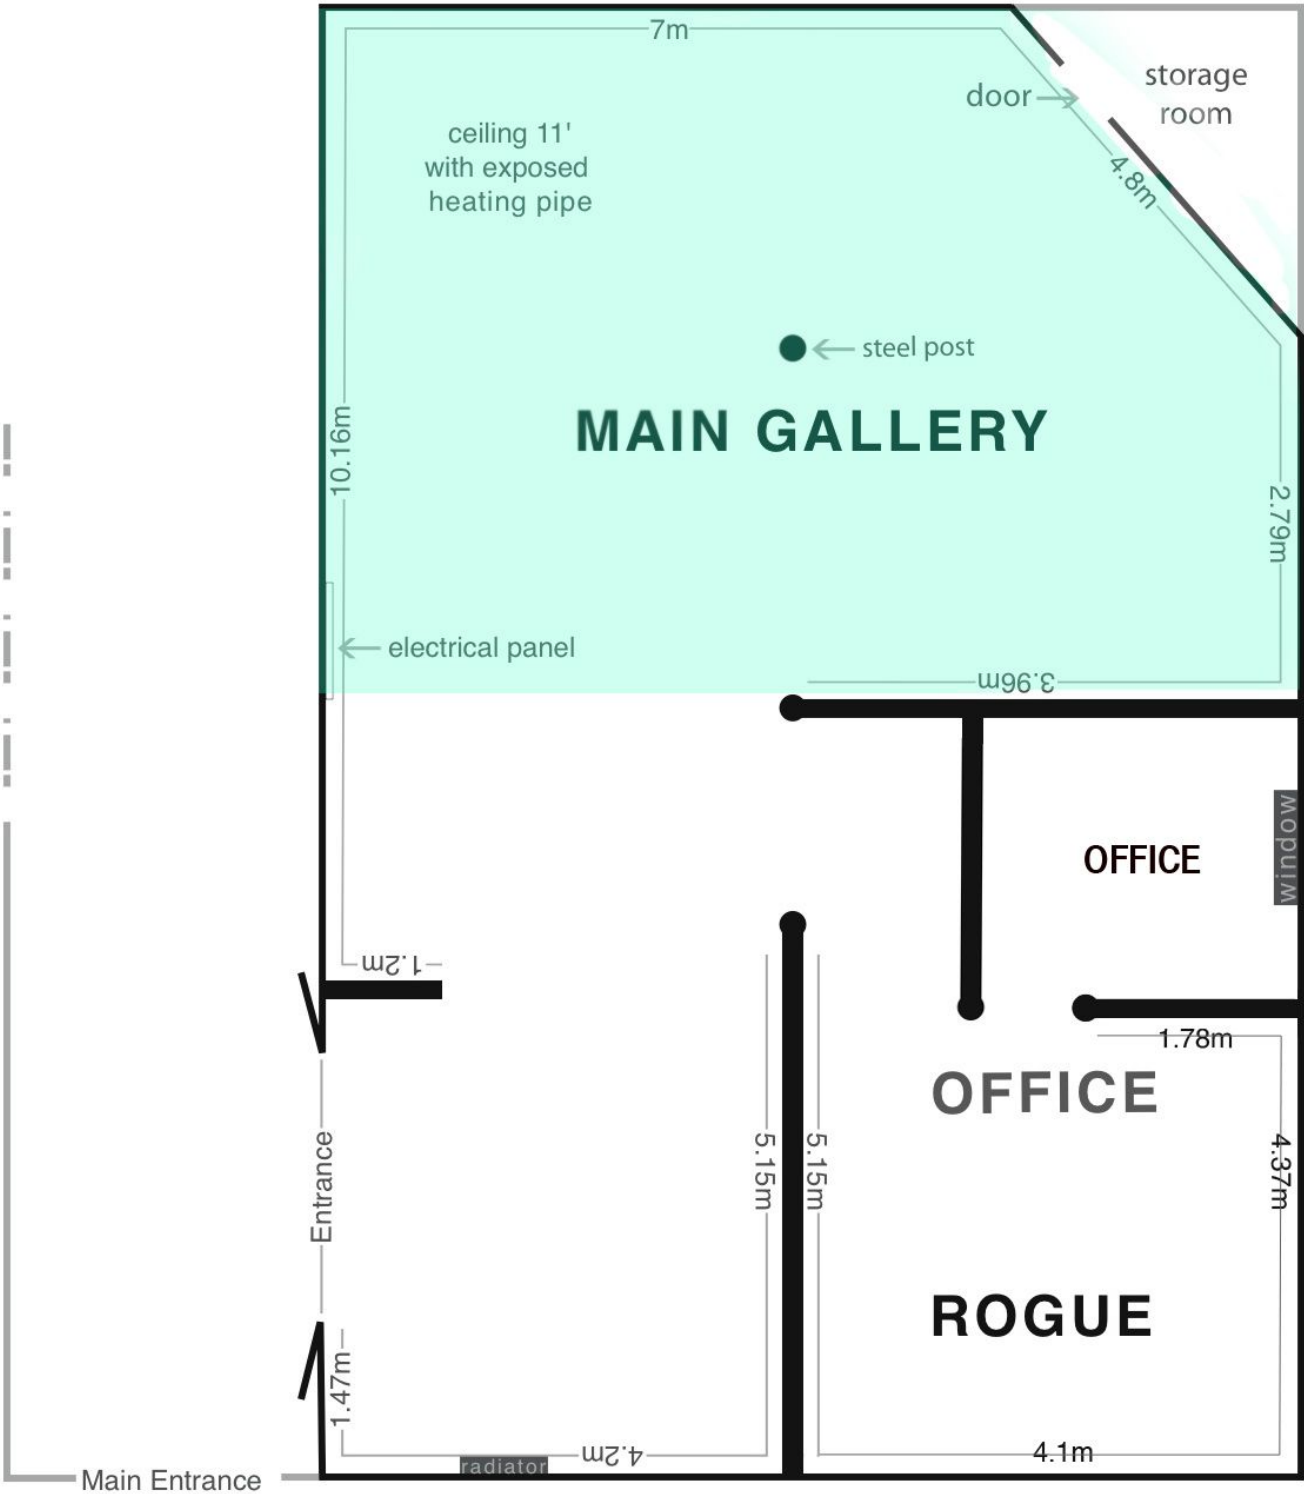 7m
storage
room
door
ceiling 11'
with exposed
heating pipe
4.8m
steel post
MAIN GALLERY
10.16m
2.79m
electrical panel
3.96m
window
OFFICE
1.2m
1.78m
OFFICE
Entrance
5.15m
5.15m
4.37m
ROGUE
1.47m
4.2m
4.1m
radiator
Main Entrance